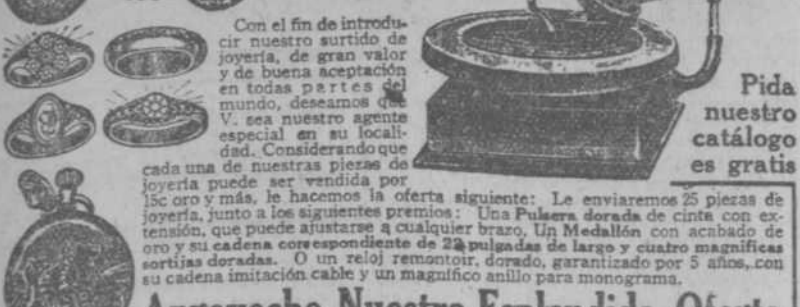 Con el fin de introdu-
cir nuestro surtido de
joyería, de gran valor
y de buena aceptación
en todas partes del
mundo, deseamos que
V. sea nuestro agente
especial en su locali-
dad. Considerando que
cada una de nuestras piezas de
joyería puede ser vendida por
15c oro y más, le hacemos la oferta siguiente: Le enviaremos 25 piezas de
joyería, junto a los siguientes premios: Una Pulsera dorada de cinta con ex-
tensión, que puede ajustarse a cualquier brazo, Un Medallón con acabado de
oro y su cadena correspondiente de 22 pulgadas de largo y cuatro magníficas
sortijas doradas. O un reloj remontoir, dorado, garantizado por 5 años, con
su cadena imitación cable y un magnífico anillo para monograma.
Pida
nuestro
catálogo
es gratis
Aproveche Nuestra Esplendida Oferta